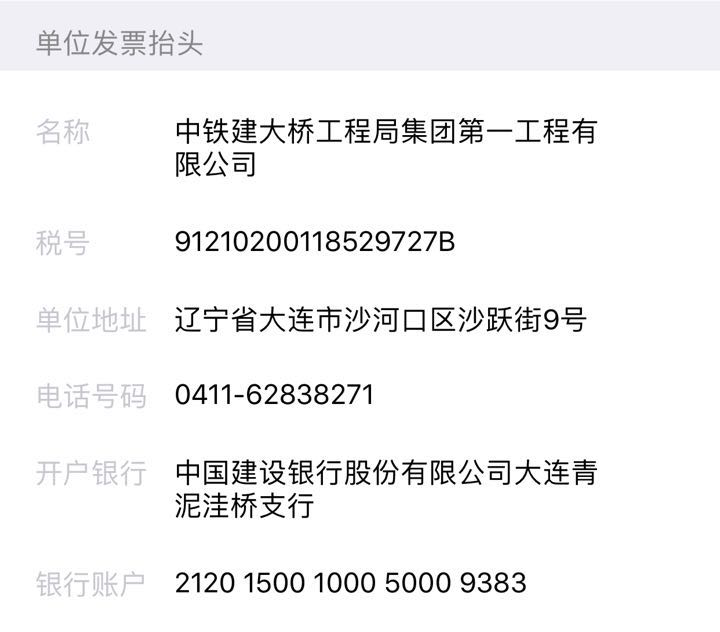 单位发票抬头
名称 中铁建大桥工程局集团第一工程有
限公司
税号 91210200118529727B
单位地址 辽宁省大连市沙河口区沙跃街9号
电话号码 0411-62838271
开户银行 中国建设银行股份有限公司大连青
泥洼桥支行
银行账户 2120 1500 1000 5000 9383